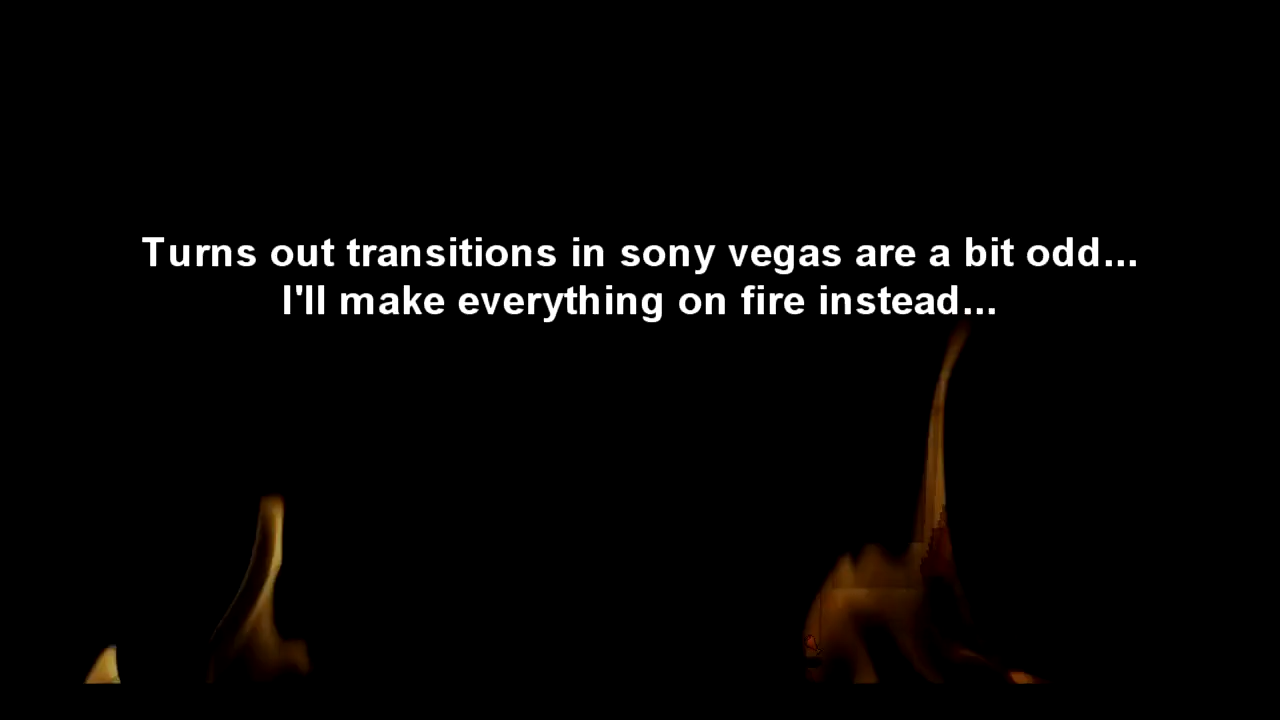 Turns out transitions in sony vegas are a bit odd...
I'll make everything on fire instead...